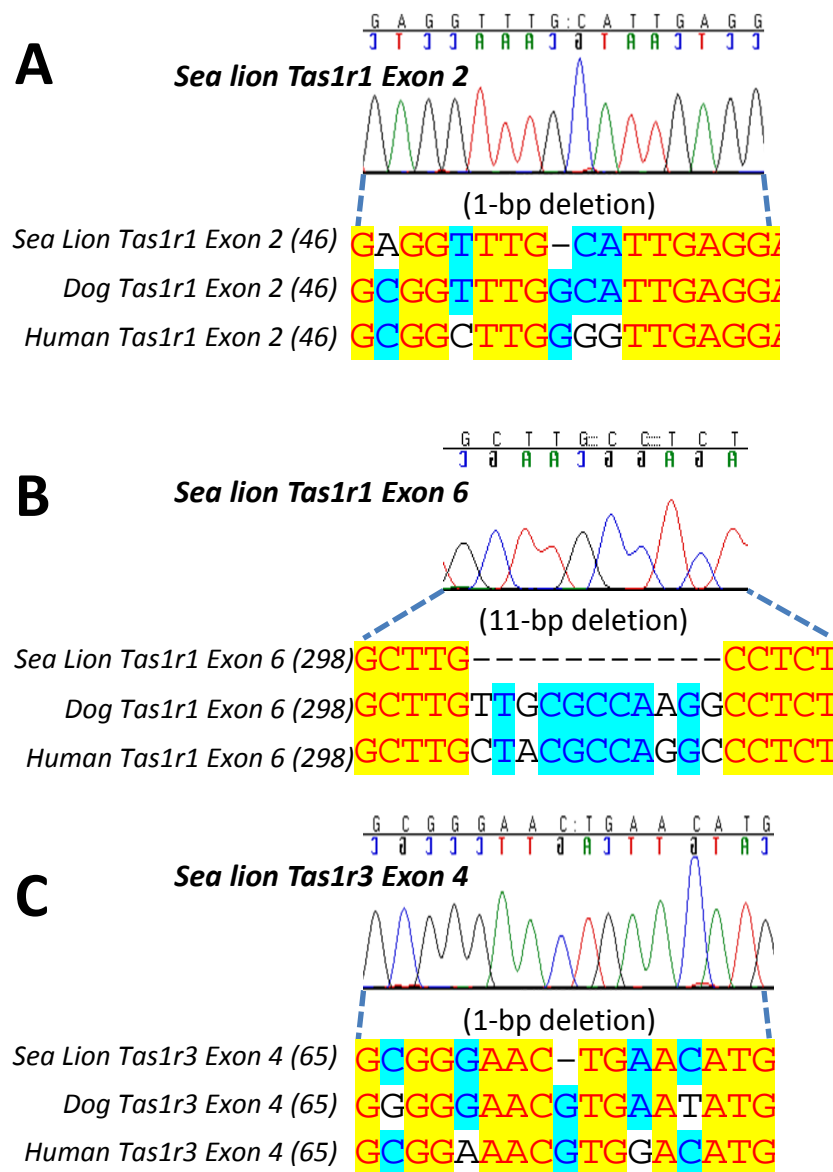 G A G G T T T G : C A T T G A G G
C T C C A A A C G T A A C T C C
A
Sea lion Tas1r1 Exon 2
(1-bp deletion)
Sea Lion Tas1r1 Exon 2 (46) GAGGTTTG-CATTGAGGA
Dog Tas1r1 Exon 2 (46) GCGGTTTGGCATTGAGGA
Human Tas1r1 Exon 2 (46) GCGGCTTGGGGTTGAGGA
G C T T G :::: C C ::::: T C T
C G A A C G G A G A
B
Sea lion Tas1r1 Exon 6
(11-bp deletion)
Sea Lion Tas1r1 Exon 6 (298) GCTTG-----------CCTCT
Dog Tas1r1 Exon 6 (298) GCTTGTTGCGCCAAGGCCTCT
Human Tas1r1 Exon 6 (298) GCTTGCTACGCCAGGCCCTCT
G C G G G A A C : T G A A C A T G
C G C C C T T G A C T T G T A C
C
Sea lion Tas1r3 Exon 4
(1-bp deletion)
Sea Lion Tas1r3 Exon 4 (65) GCGGGAAC-TGAACATG
Dog Tas1r3 Exon 4 (65) GGGGGAACGTGAATATG
Human Tas1r3 Exon 4 (65) GCGGAAACGTGGACATG